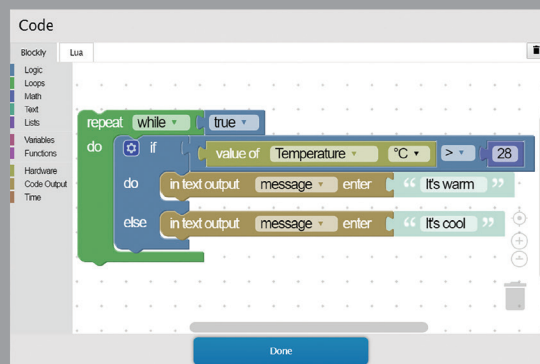 Code
Blockly Lua
Logic
Loops
Math
Text
Lists
Variables
Functions
Hardware
Code Output
Time
repeat while true
do if value of Temperature °C > 28
do in text output message enter “ It's warm ”
else in text output message enter “ It's cool ”
Done